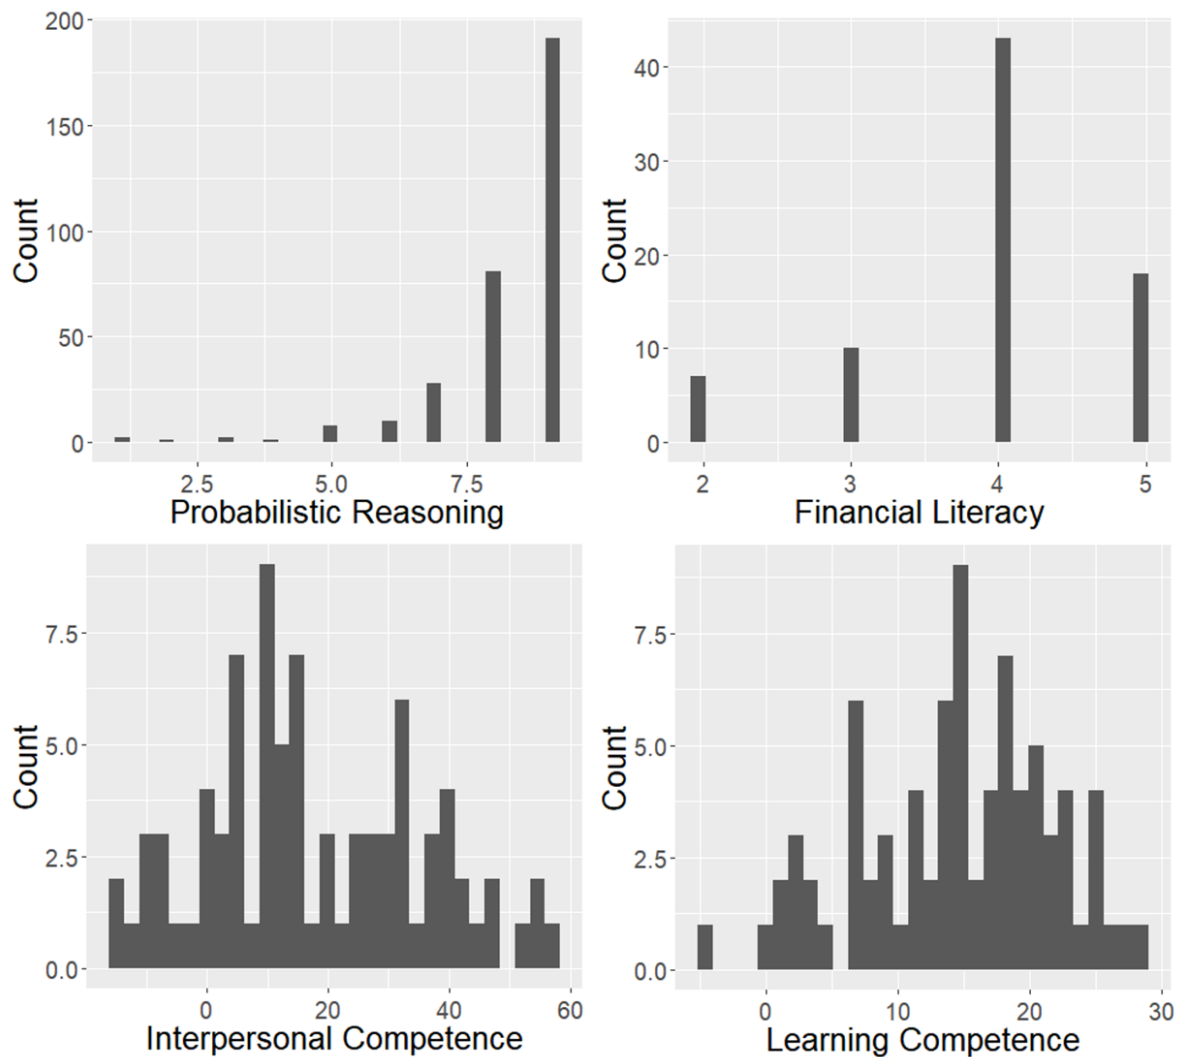 200
150
100
50
0
Count
2.5 5.0 7.5
Probabilistic Reasoning
40
30
20
10
0
Count
2 3 4 5
Financial Literacy
7.5
5.0
2.5
0.0
Count
0 20 40 60
Interpersonal Competence
7.5
5.0
2.5
0.0
Count
0 10 20 30
Learning Competence